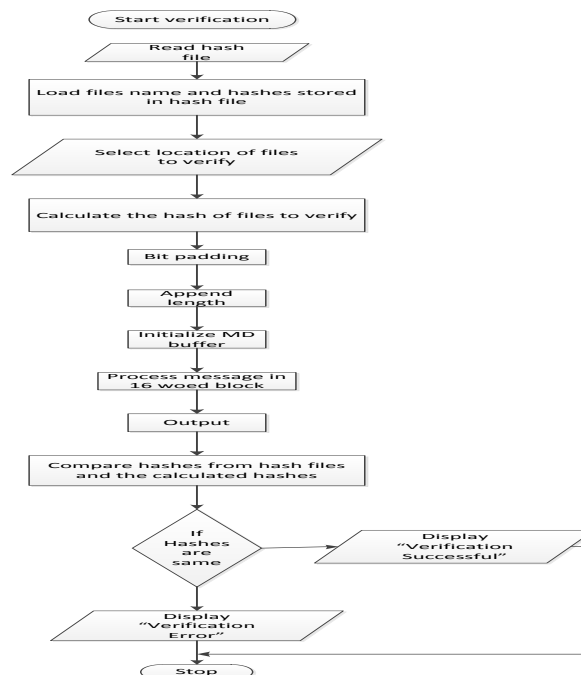 Start verification
Read hash
file
Load files name and hashes stored
in hash file
Select location of files
to verify
Calculate the hash of files to verify
Bit padding
Append
length
Initialize MD
buffer
Process message in
16 woed block
Output
Compare hashes from hash files
and the calculated hashes
If
Hashes
are
same
Display
“Verification
Successful”
Display
“Verification
Error”
Stop